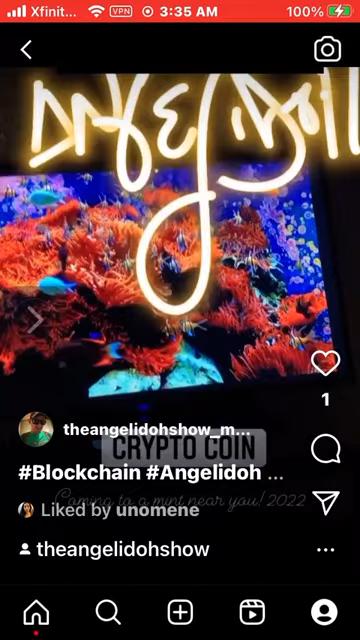 Xfinit... VPN 3:35 AM 100%
1
theangelidohshow_m...
CRYPTO COIN
#Blockchain #Angelidoh ...
Coming to a mint near you! 2022
Liked by unomene
theangelidohshow